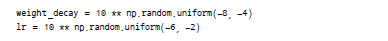 weight_decay = 10 ** np.random.uniform(-8, -4)
lr = 10 ** np.random.uniform(-6, -2)